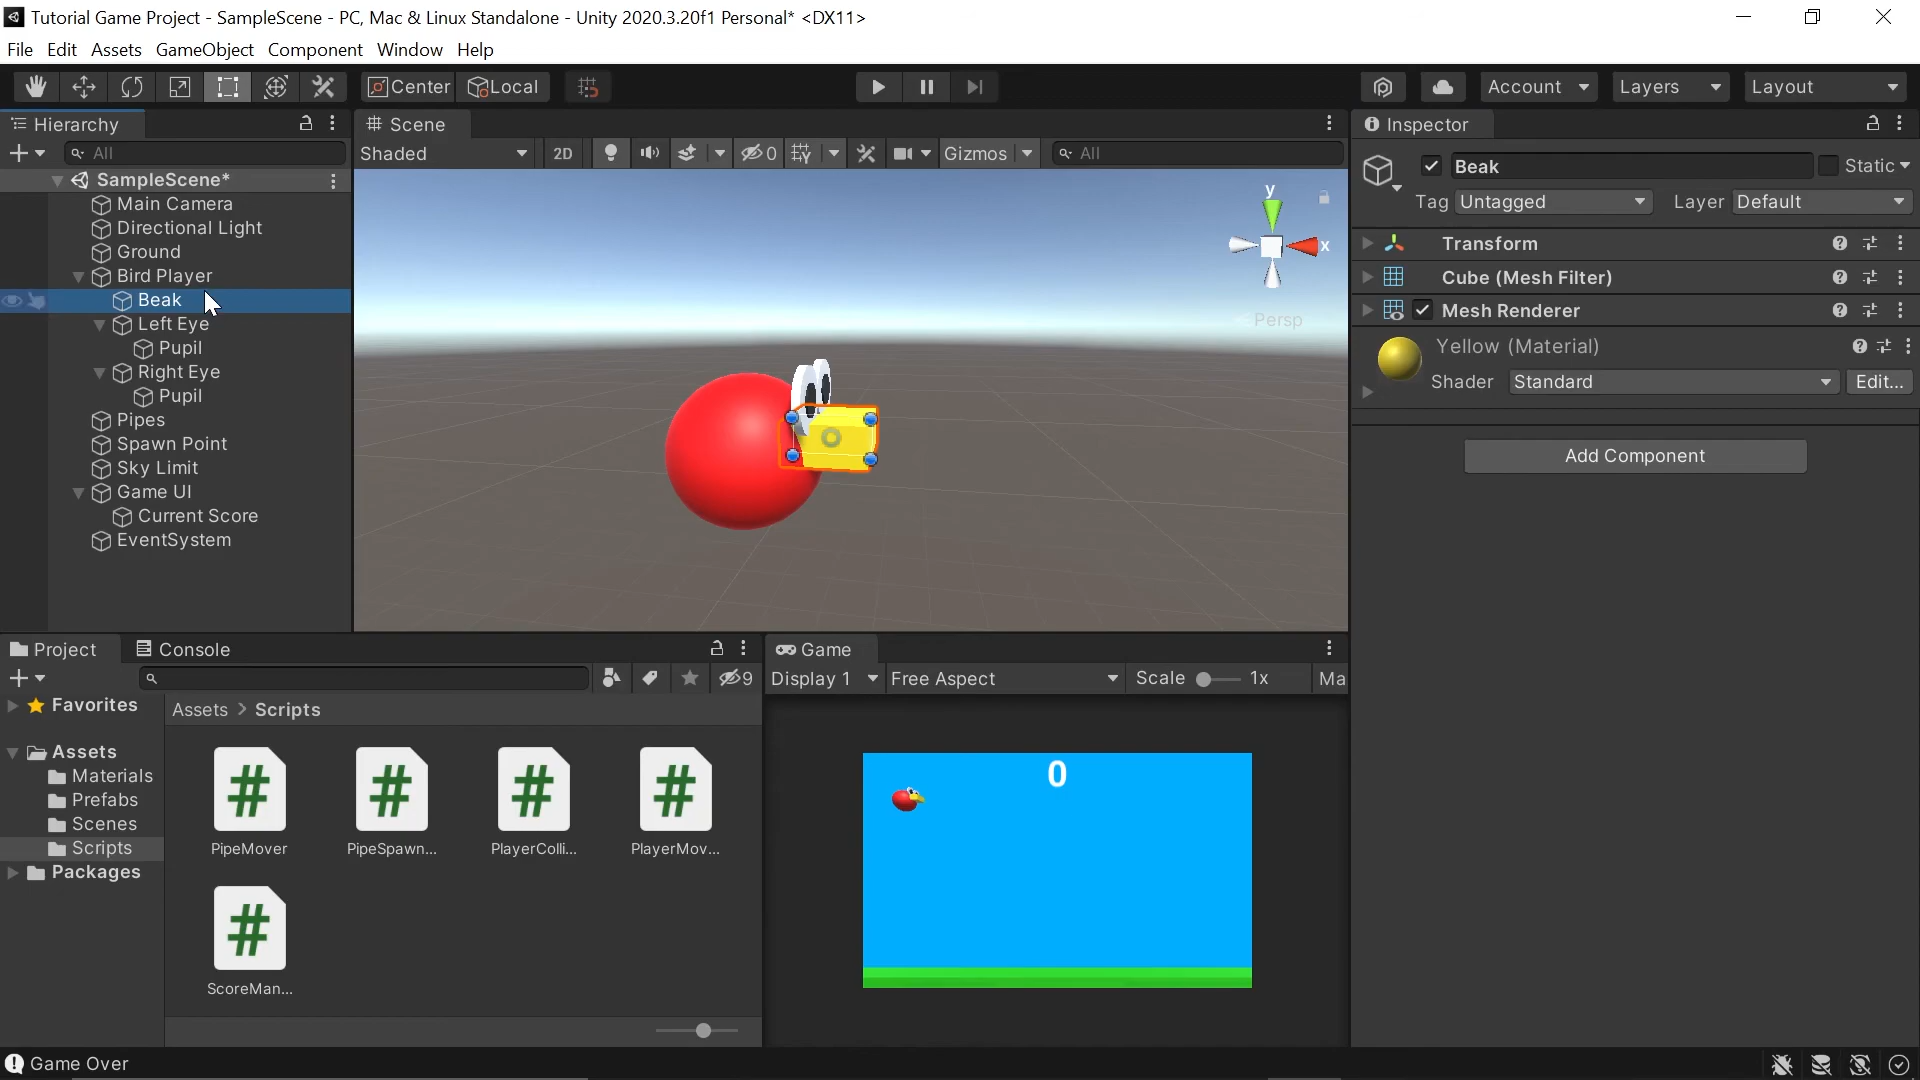 Tutorial Game Project - SampleScene - PC, Mac & Linux Standalone - Unity 2020.3.20f1 Personal* <DX11>
File Edit Assets GameObject Component Window Help
Center Local Account Layers Layout
Hierarchy
All
SampleScene*
Main Camera
Directional Light
Ground
Bird Player
Beak
Left Eye
Pupil
Right Eye
Pupil
Pipes
Spawn Point
Sky Limit
Game UI
Current Score
EventSystem
Scene
Shaded 2D 0 Gizmos All
y
x
Persp
Inspector
Beak Static
Tag Untagged Layer Default
Transform
Cube (Mesh Filter)
Mesh Renderer
Yellow (Material)
Shader Standard Edit...
Add Component
Project Console
9
Favorites
Assets
Materials
Prefabs
Scenes
Scripts
Packages
Assets > Scripts
PipeMover PipeSpawn... PlayerColli... PlayerMov...
ScoreMan...
Game
Display 1 Free Aspect Scale 1x Ma
0
Game Over